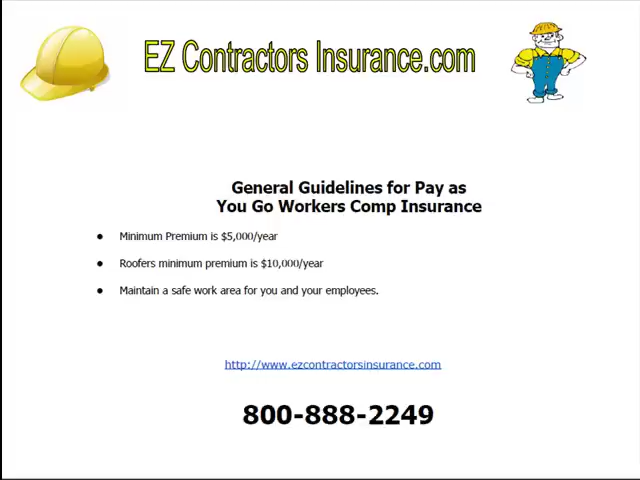 EZ Contractors Insurance.com
General Guidelines for Pay as
You Go Workers Comp Insurance
● Minimum Premium is $5,000/year
● Roofers minimum premium is $10,000/year
● Maintain a safe work area for you and your employees.
http://www.ezcontractorsinsurance.com
800-888-2249